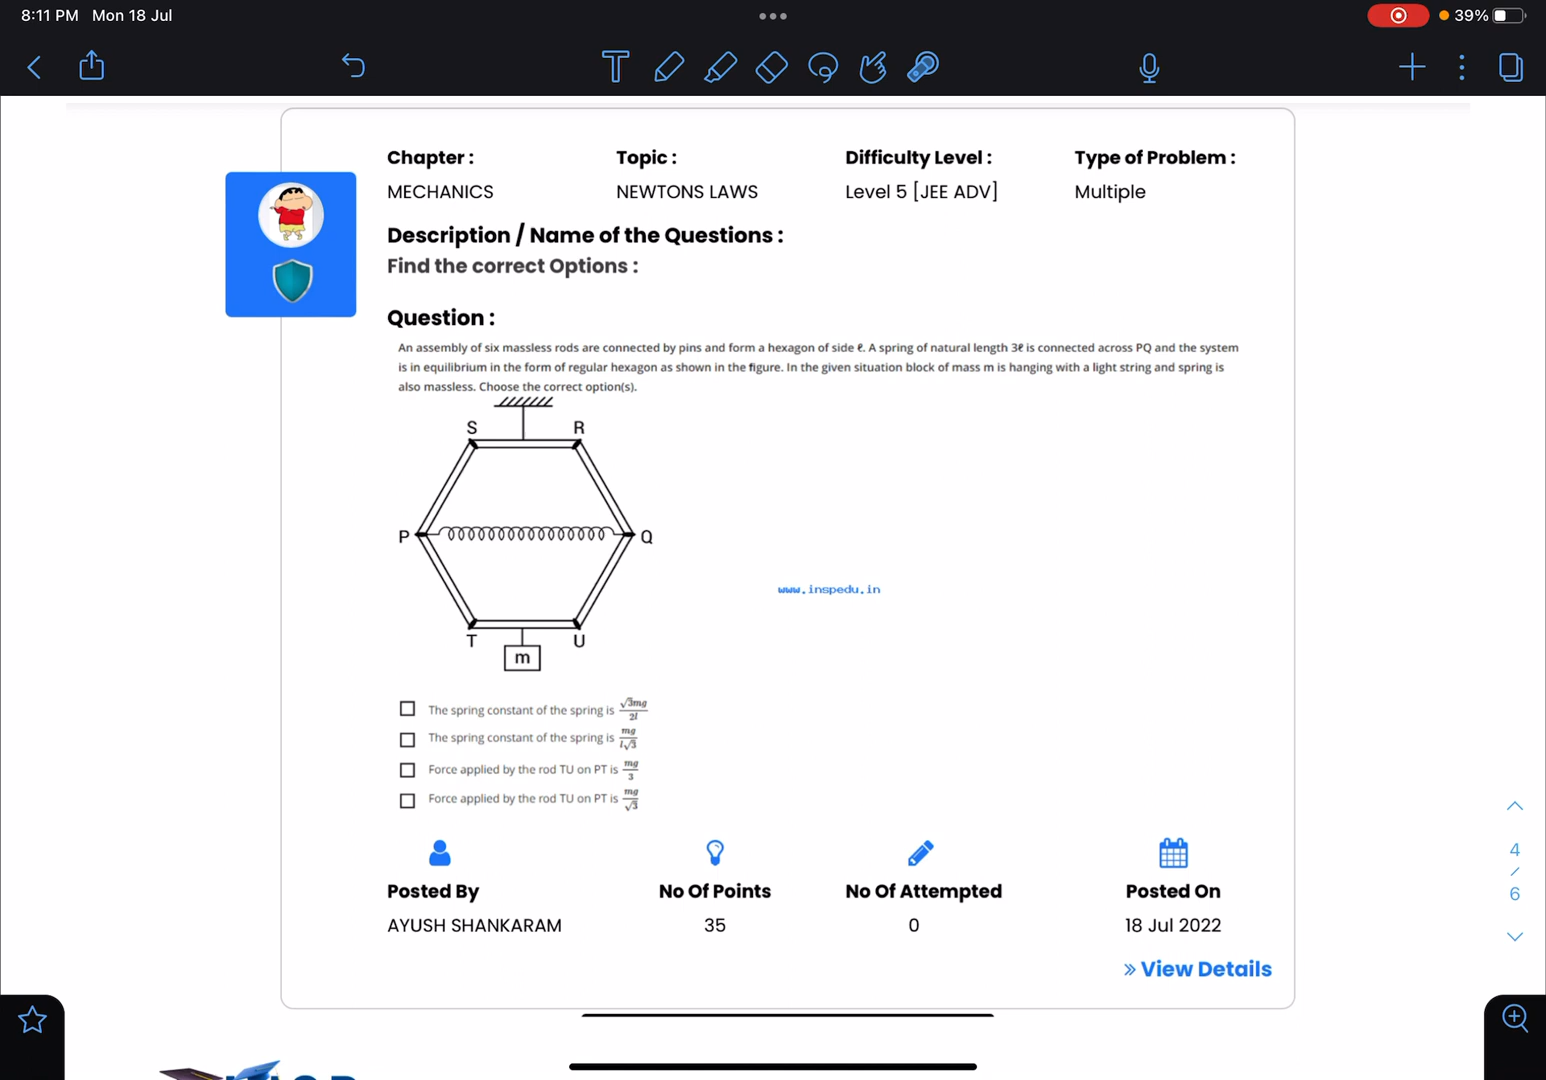 8:11 PM Mon 18 Jul
39%
Chapter :
Topic :
Difficulty Level :
Type of Problem :
MECHANICS
NEWTONS LAWS
Level 5 [JEE ADV]
Multiple
Description / Name of the Questions :
Find the correct Options :
Question :
An assembly of six massless rods are connected by pins and form a hexagon of side ℓ. A spring of natural length 3ℓ is connected across PQ and the system
is in equilibrium in the form of regular hexagon as shown in the figure. In the given situation block of mass m is hanging with a light string and spring is
also massless. Choose the correct option(s).
S R
P Q
T U
m
www.inspedu.in
The spring constant of the spring is √3mg/2l
The spring constant of the spring is mg/l√3
Force applied by the rod TU on PT is mg/3
Force applied by the rod TU on PT is mg/√3
4
/
6
Posted By
No Of Points
No Of Attempted
Posted On
AYUSH SHANKARAM
35
0
18 Jul 2022
» View Details